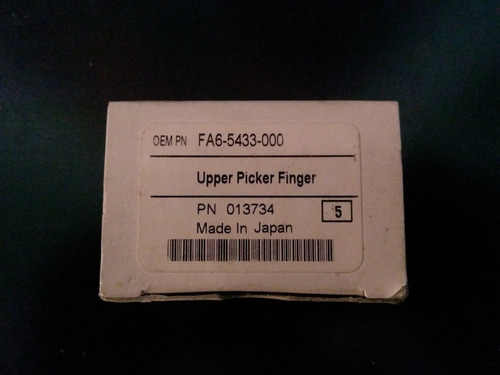 OEM PN FA6-5433-000
Upper Picker Finger
PN 013734 5
Made In Japan